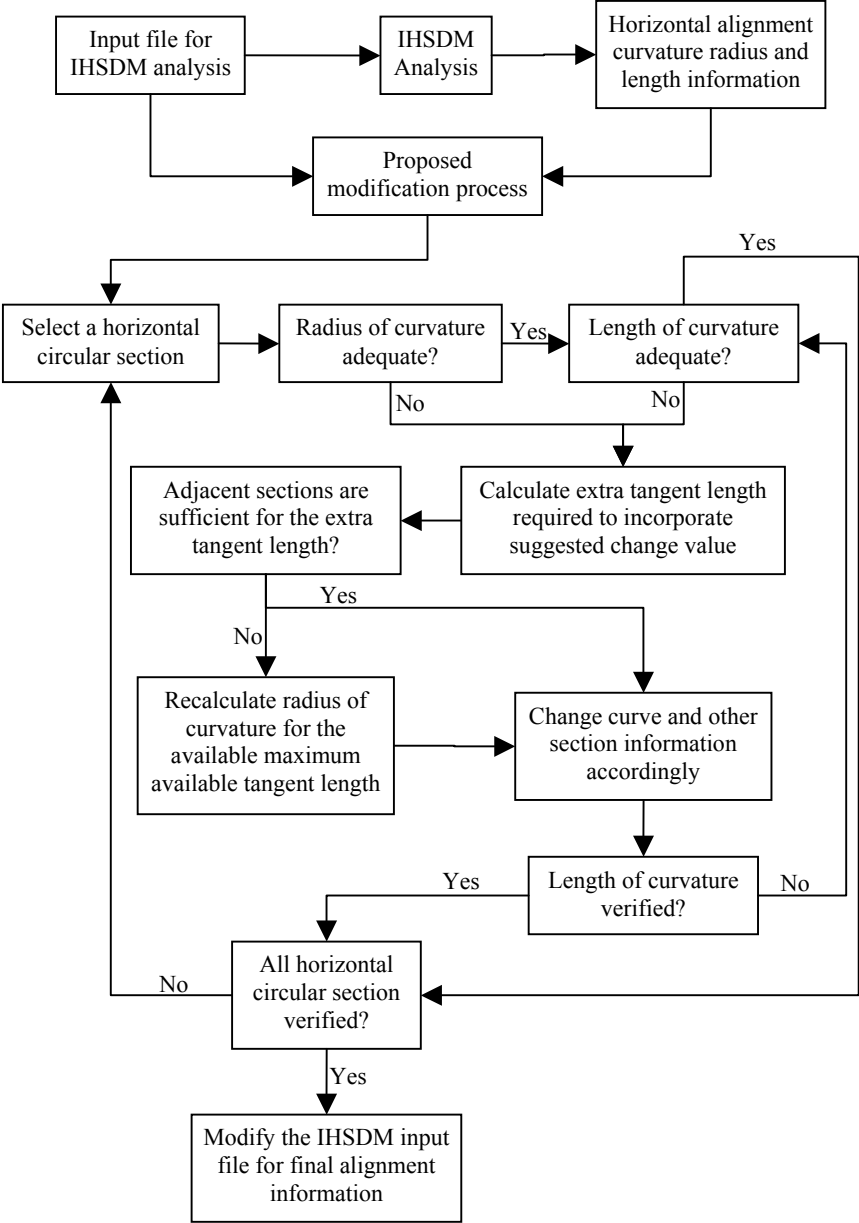 Input file for
IHSDM analysis
IHSDM
Analysis
Horizontal alignment
curvature radius and
length information
Proposed
modification process
Yes
Select a horizontal
circular section
Radius of curvature
adequate?
Yes
Length of curvature
adequate?
No
No
Adjacent sections are
sufficient for the extra
tangent length?
Calculate extra tangent length
required to incorporate
suggested change value
Yes
No
Recalculate radius of
curvature for the
available maximum
available tangent length
Change curve and other
section information
accordingly
Yes
Length of curvature
verified?
No
All horizontal
circular section
verified?
No
Yes
Modify the IHSDM input
file for final alignment
information